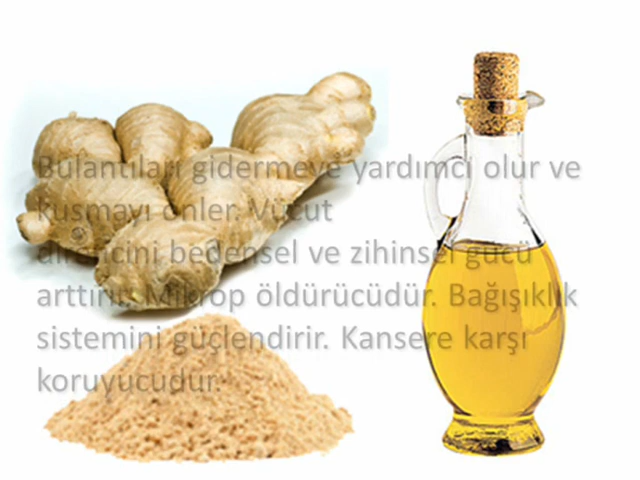 Bulantıları gidermeye yardımcı olur ve
kusmayı önler. Vücut
direncini bedensel ve zihinsel gücü
arttırır. Mikrop öldürücüdür. Bağışıklık
sistemini güçlendirir. Kansere karşı
koruyucudur.